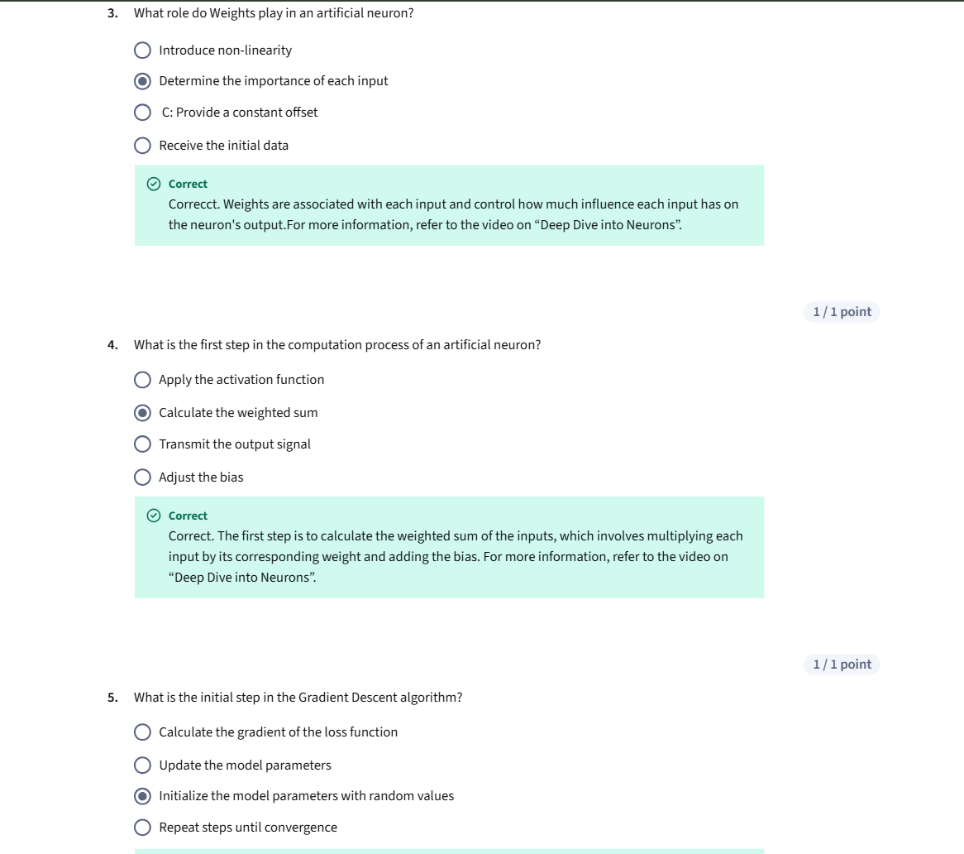 3. What role do Weights play in an artificial neuron?
Introduce non-linearity
Determine the importance of each input
C: Provide a constant offset
Receive the initial data
Correct
Correcct. Weights are associated with each input and control how much influence each input has on
the neuron's output.For more information, refer to the video on “Deep Dive into Neurons”.
1 / 1 point
4. What is the first step in the computation process of an artificial neuron?
Apply the activation function
Calculate the weighted sum
Transmit the output signal
Adjust the bias
Correct
Correct. The first step is to calculate the weighted sum of the inputs, which involves multiplying each
input by its corresponding weight and adding the bias. For more information, refer to the video on
“Deep Dive into Neurons”.
1 / 1 point
5. What is the initial step in the Gradient Descent algorithm?
Calculate the gradient of the loss function
Update the model parameters
Initialize the model parameters with random values
Repeat steps until convergence